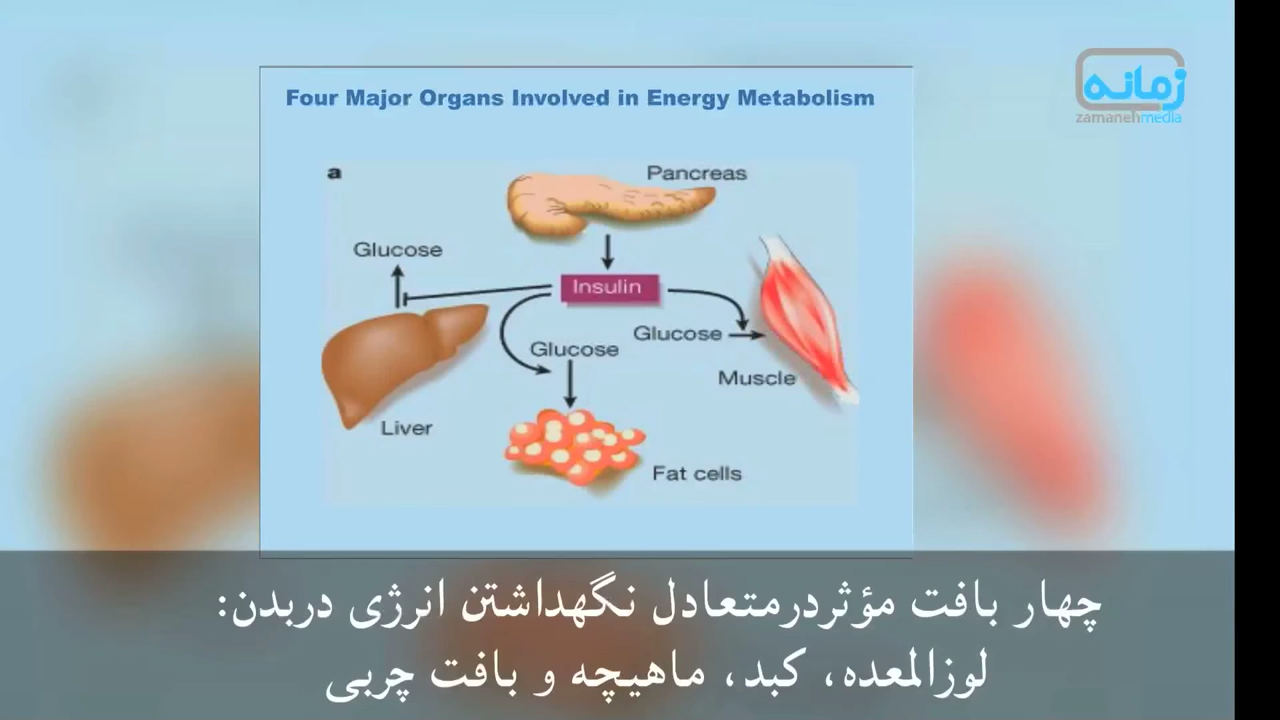 زمانه
zamanehmedia
Four Major Organs Involved in Energy Metabolism
a
Pancreas
Glucose
Insulin
Glucose
Glucose
Muscle
Liver
Fat cells
چهار بافت مؤثردرمتعادل نگهداشتن انرژی دربدن:
لوزالمعده، کبد، ماهیچه و بافت چربی